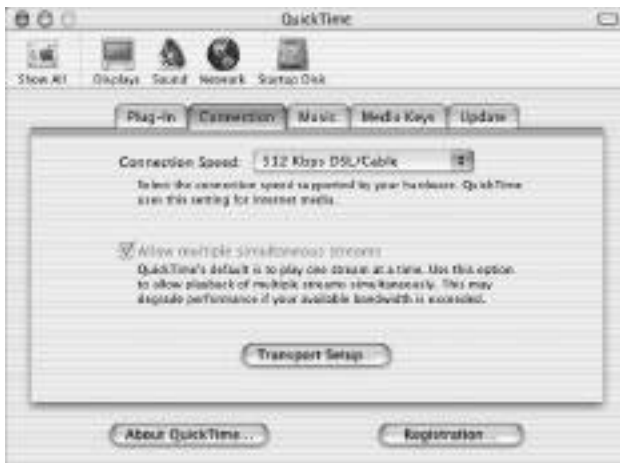 QuickTime
Show All Displays Sound Network Startup Disk
Plug-In Connection Music Media Keys Update
Connection Speed: 512 Kbps DSL/Cable
Select the connection speed supported by your hardware. QuickTime
uses this setting for Internet media.
Allow multiple simultaneous streams
QuickTime's default is to play one stream at a time. Use this option
to allow playback of multiple streams simultaneously. This may
degrade performance if your available bandwidth is exceeded.
Transport Setup...
About QuickTime... Registration...